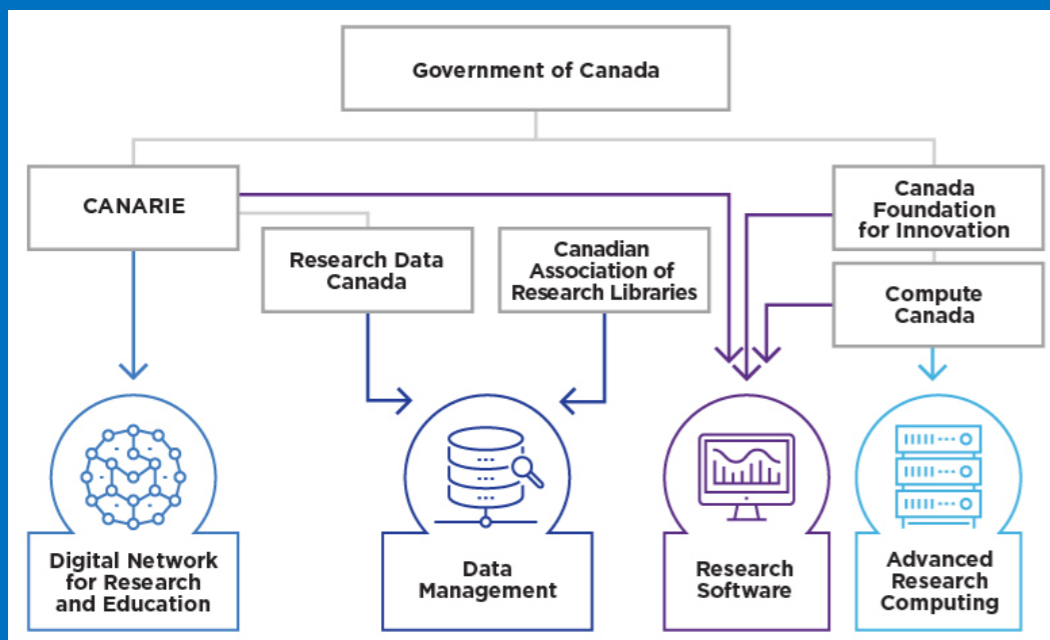 Government of Canada
CANARIE
Canada
Foundation
for Innovation
Research Data
Canada
Canadian
Association of
Research Libraries
Compute
Canada
Digital Network
for Research
and Education
Data
Management
Research
Software
Advanced
Research
Computing